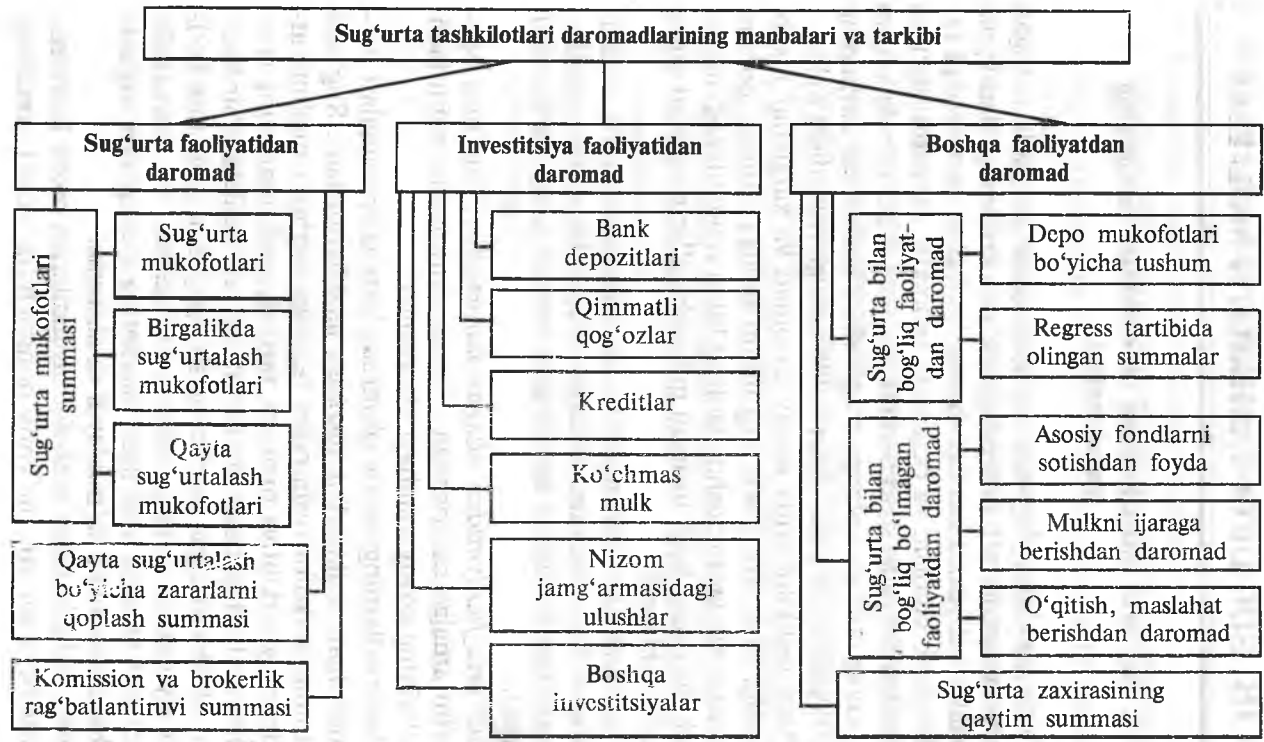 Sug‘urta tashkilotlari daromadlarining manbalari va tarkibi
Sug‘urta faoliyatidan
daromad
Sug‘urta mukofotlari
summasi
Sug‘urta
mukofotlari
Birgalikda
sug‘urtalash
mukofotlari
Qayta
sug‘urtalash
mukofotlari
Qayta sug‘urtalash
bo‘yicha zararlarni
qoplash summasi
Komission va brokerlik
rag‘batlantiruvi summasi
Investitsiya faoliyatidan
daromad
Bank
depozitlari
Qimmatli
qog‘ozlar
Kreditlar
Ko‘chmas
mulk
Nizom
jamg‘armasidagi
ulushlar
Boshqa
investitsiyalar
Boshqa faoliyatdan
daromad
Sug‘urta bilan
bog‘liq faoliyat-
dan daromad
Depo mukofotlari
bo‘yicha tushum
Regress tartibida
olingan summalar
Sug‘urta bilan
bog‘liq bo‘lmagan
faoliyatdan daromad
Asosiy fondlarni
sotishdan foyda
Mulkni ijaraga
berishdan daromad
O‘qitish, maslahat
berishdan daromad
Sug‘urta zaxirasining
qaytim summasi